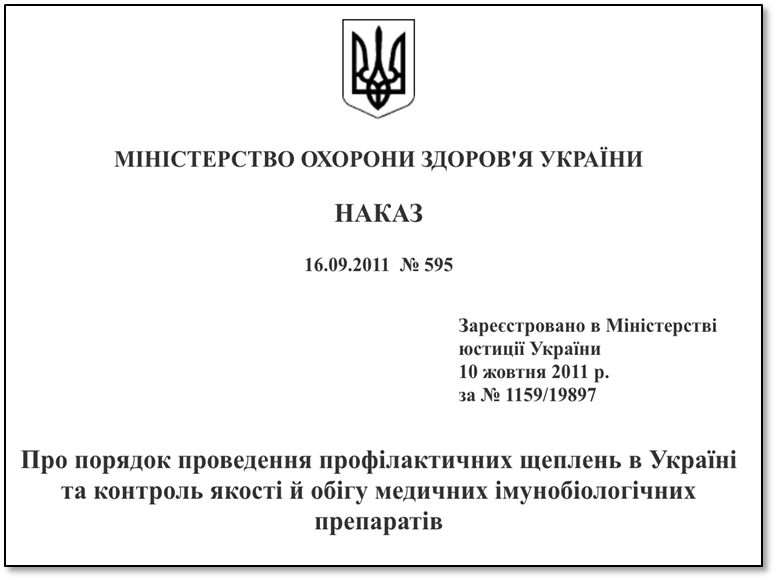 МІНІСТЕРСТВО ОХОРОНИ ЗДОРОВ'Я УКРАЇНИ
НАКАЗ
16.09.2011 № 595
Зареєстровано в Міністерстві
юстиції України
10 жовтня 2011 р.
за № 1159/19897
Про порядок проведення профілактичних щеплень в Україні
та контроль якості й обігу медичних імунобіологічних
препаратів